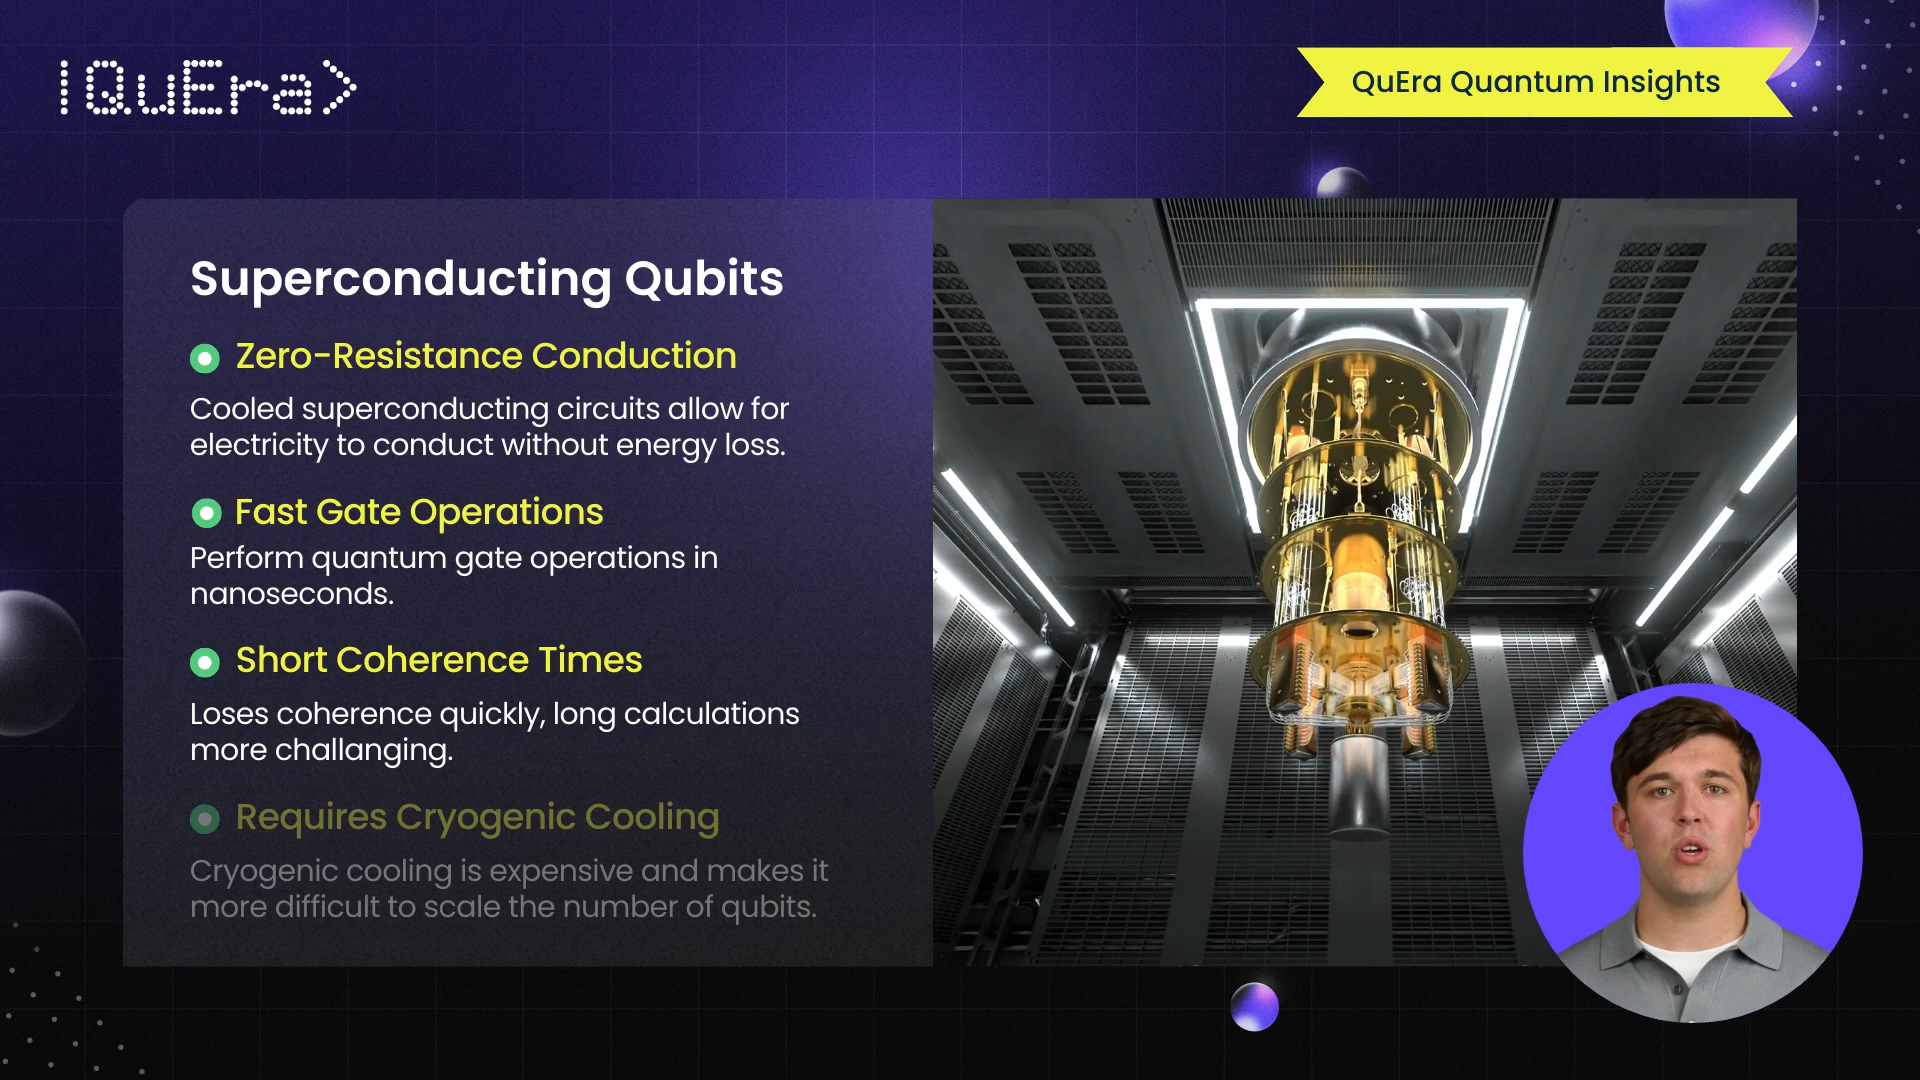 |QuEra>
QuEra Quantum Insights
Superconducting Qubits
Zero-Resistance Conduction
Cooled superconducting circuits allow for
electricity to conduct without energy loss.
Fast Gate Operations
Perform quantum gate operations in
nanoseconds.
Short Coherence Times
Loses coherence quickly, long calculations
more challanging.
Requires Cryogenic Cooling
Cryogenic cooling is expensive and makes it
more difficult to scale the number of qubits.